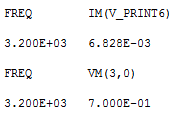 FREQ IM(V_PRINT6)
3.200E+03 6.828E-03
FREQ VM(3,0)
3.200E+03 7.000E-01